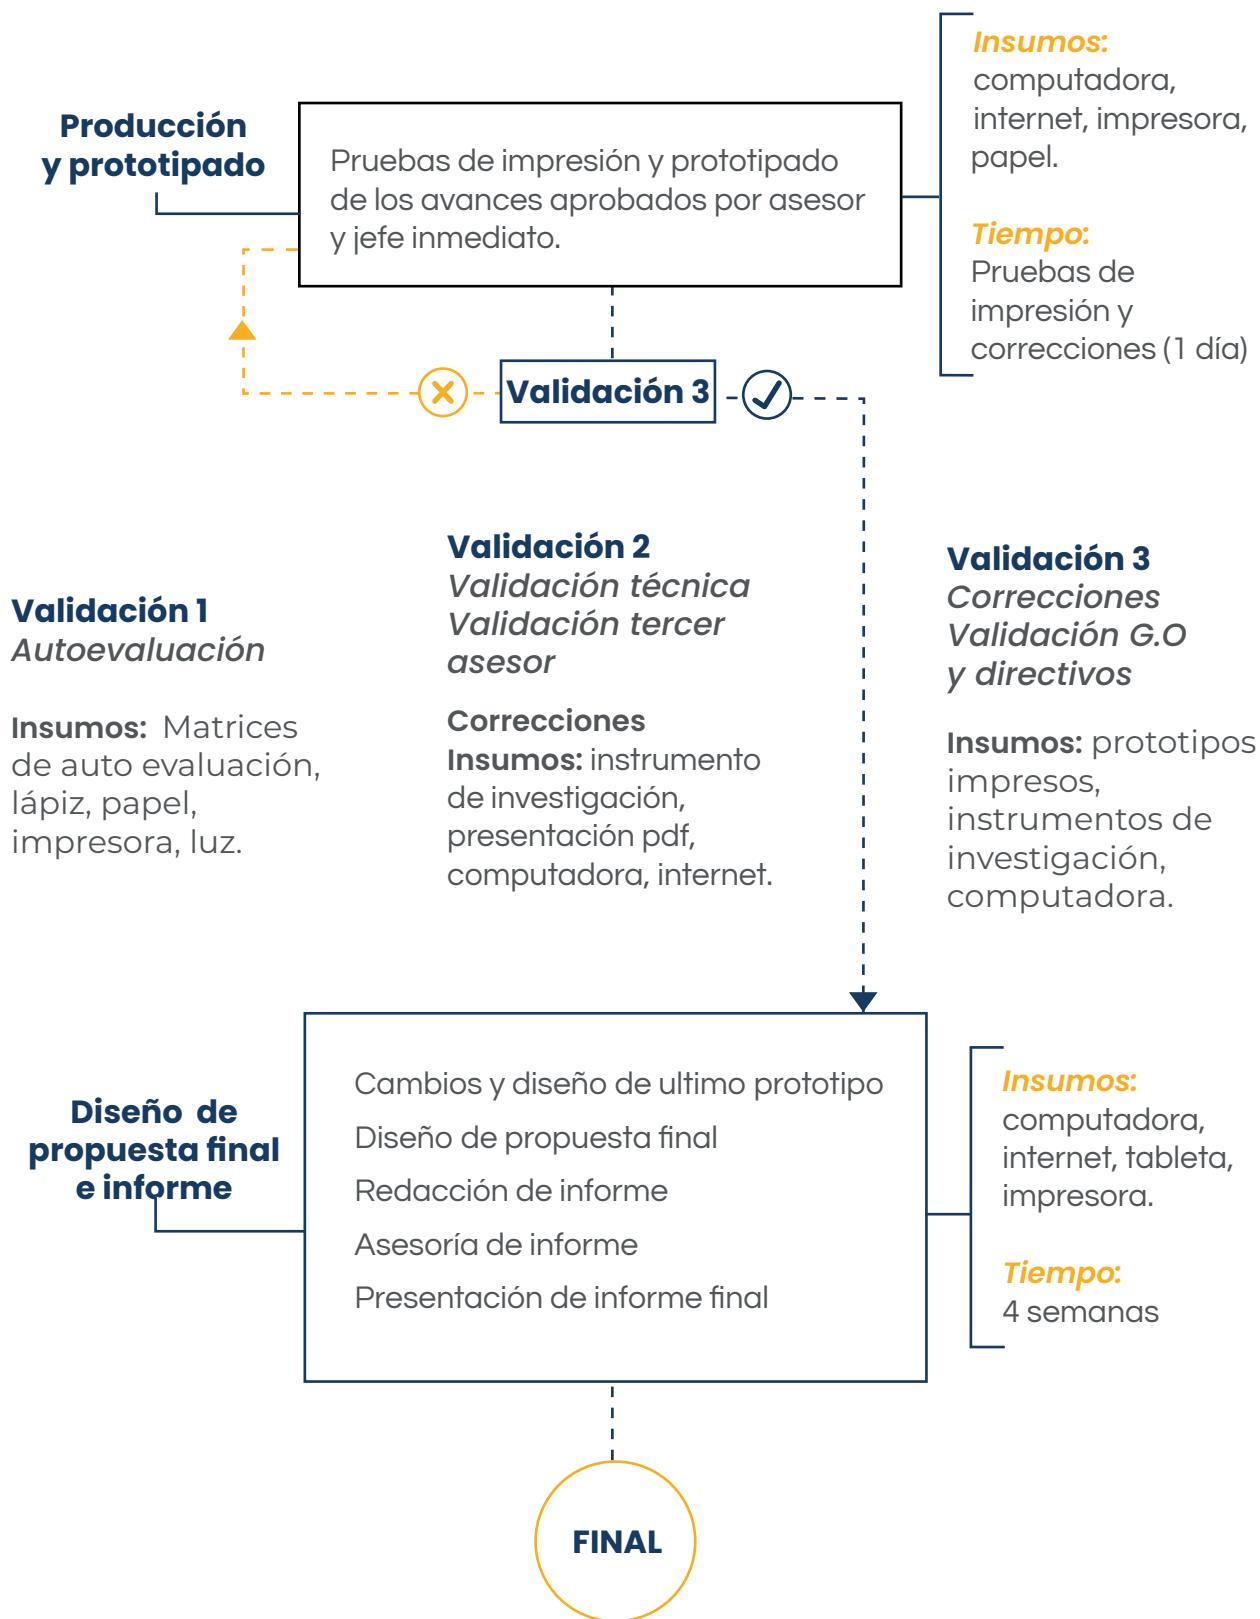 Producción
y prototipado
Pruebas de impresión y prototipado
de los avances aprobados por asesor
y jefe inmediato.
Insumos:
computadora,
internet, impresora,
papel.
Tiempo:
Pruebas de
impresión y
correcciones (1 día)
Validación 3
Validación 1
Autoevaluación
Insumos: Matrices
de auto evaluación,
lápiz, papel,
impresora, luz.
Validación 2
Validación técnica
Validación tercer
asesor
Correcciones
Insumos: instrumento
de investigación,
presentación pdf,
computadora, internet.
Validación 3
Correcciones
Validación G.O
y directivos
Insumos: prototipos
impresos,
instrumentos de
investigación,
computadora.
Diseño de
propuesta final
e informe
Cambios y diseño de ultimo prototipo
Diseño de propuesta final
Redacción de informe
Asesoría de informe
Presentación de informe final
Insumos:
computadora,
internet, tableta,
impresora.
Tiempo:
4 semanas
FINAL